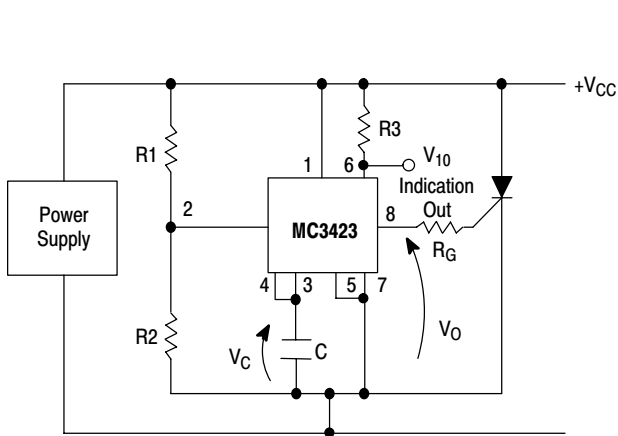 +VCC
R3
R1
V10
1
6
Indication
Out
2
8
Power
Supply
MC3423
RG
4
3
5
7
R2
VC
C
VO